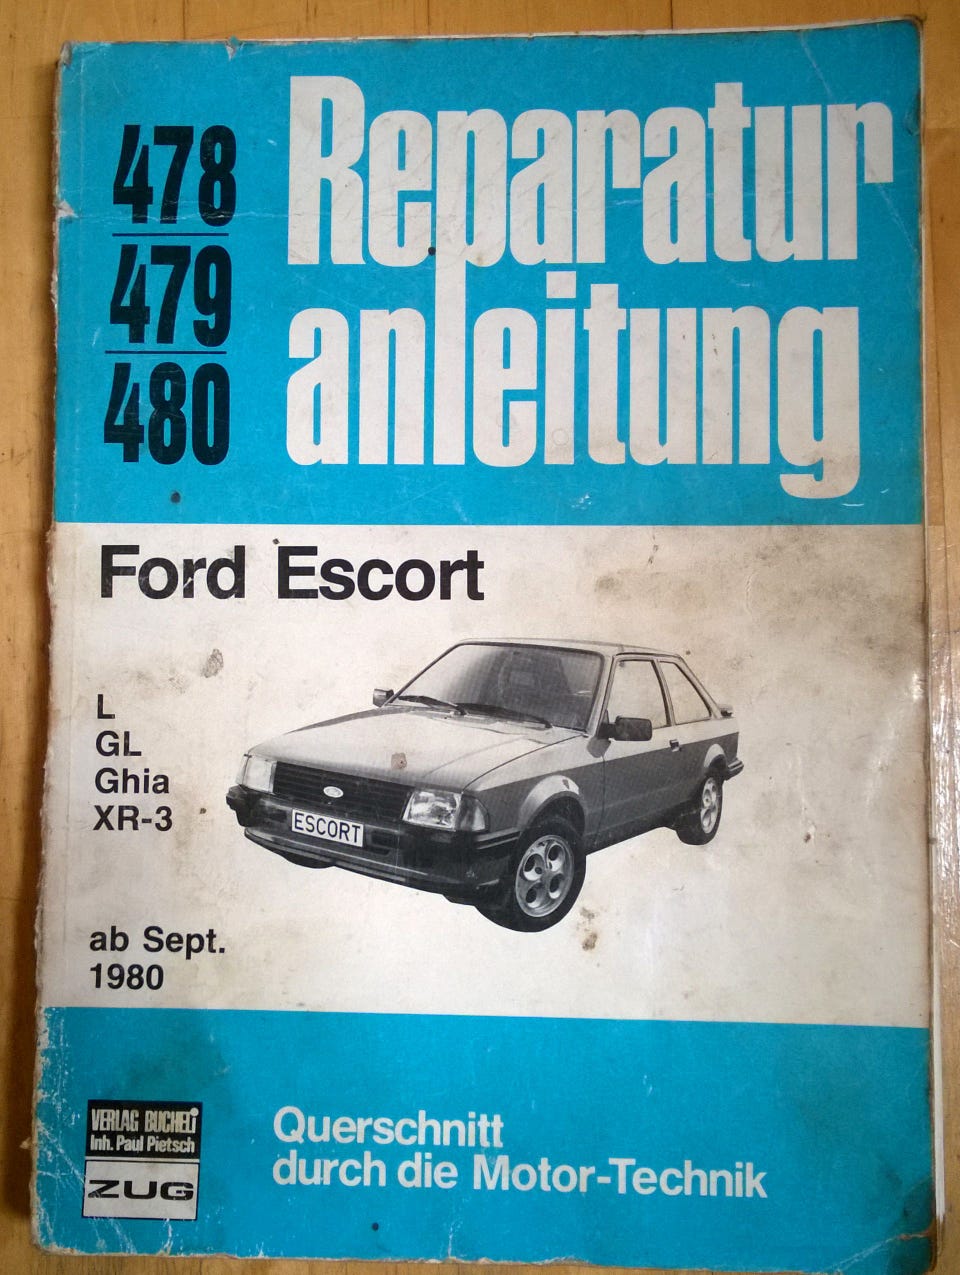 478
479
480
Reparatur
anleitung
Ford Escort
L
GL
Ghia
XR-3
ESCORT
ab Sept.
1980
VERLAG BUCHELi
Inh. Paul Pietsch
ZUG
Querschnitt
durch die Motor-Technik